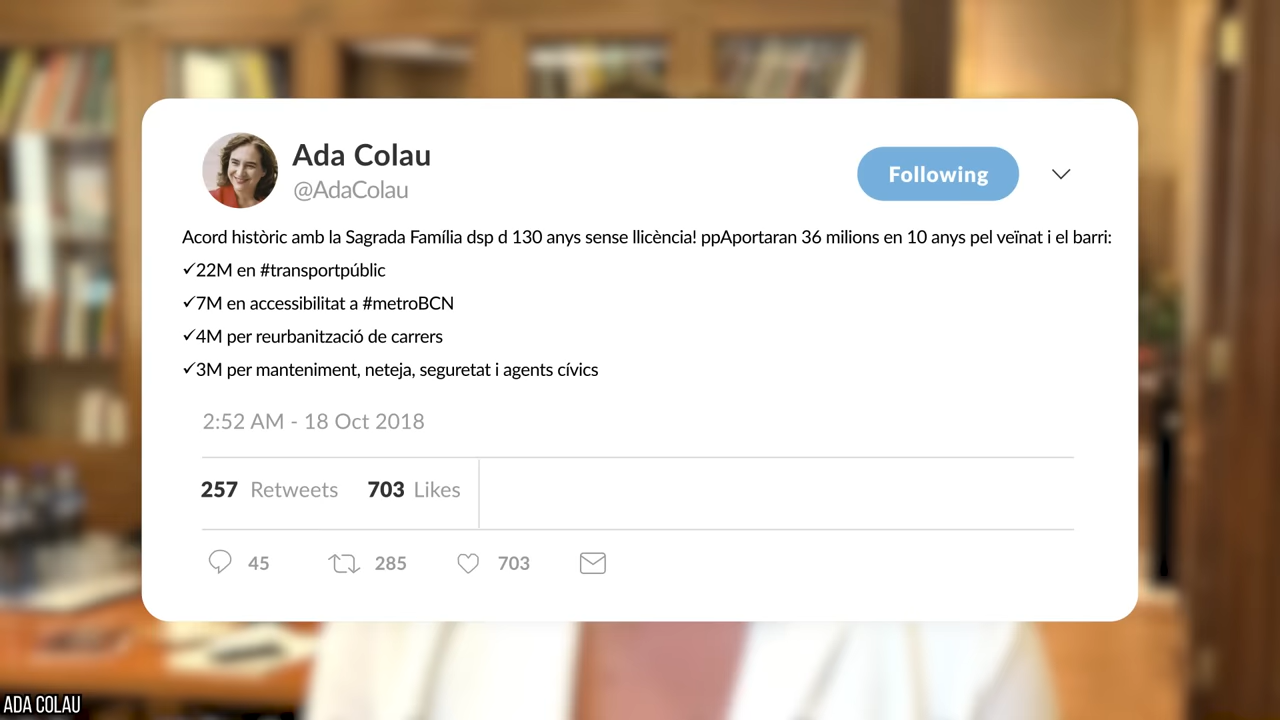 Ada Colau
@AdaColau
Following
Acord històric amb la Sagrada Família dsp d 130 anys sense llicència! ppAportaran 36 milions en 10 anys pel veïnat i el barri:
✓22M en #transportpúblic
✓7M en accessibilitat a #metroBCN
✓4M per reurbanització de carrers
✓3M per manteniment, neteja, seguretat i agents cívics
2:52 AM - 18 Oct 2018
257 Retweets 703 Likes
45 285 703
ADA COLAU